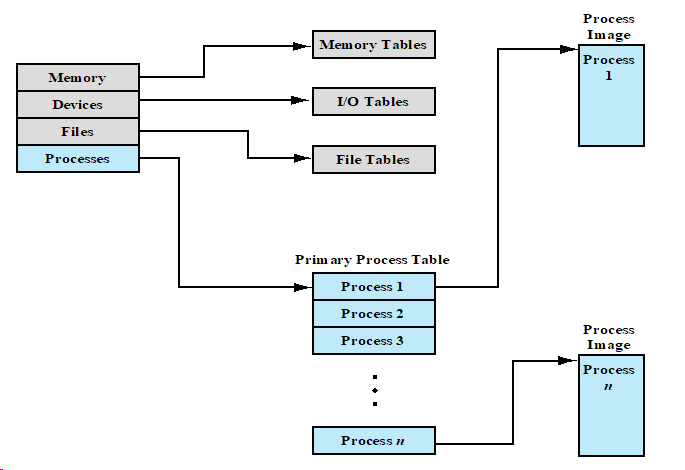 Process
Image
Process
1
Memory Tables
Memory
Devices
Files
Processes
I/O Tables
File Tables
Primary Process Table
Process 1
Process 2
Process 3
Process n
Process
Image
Process
n